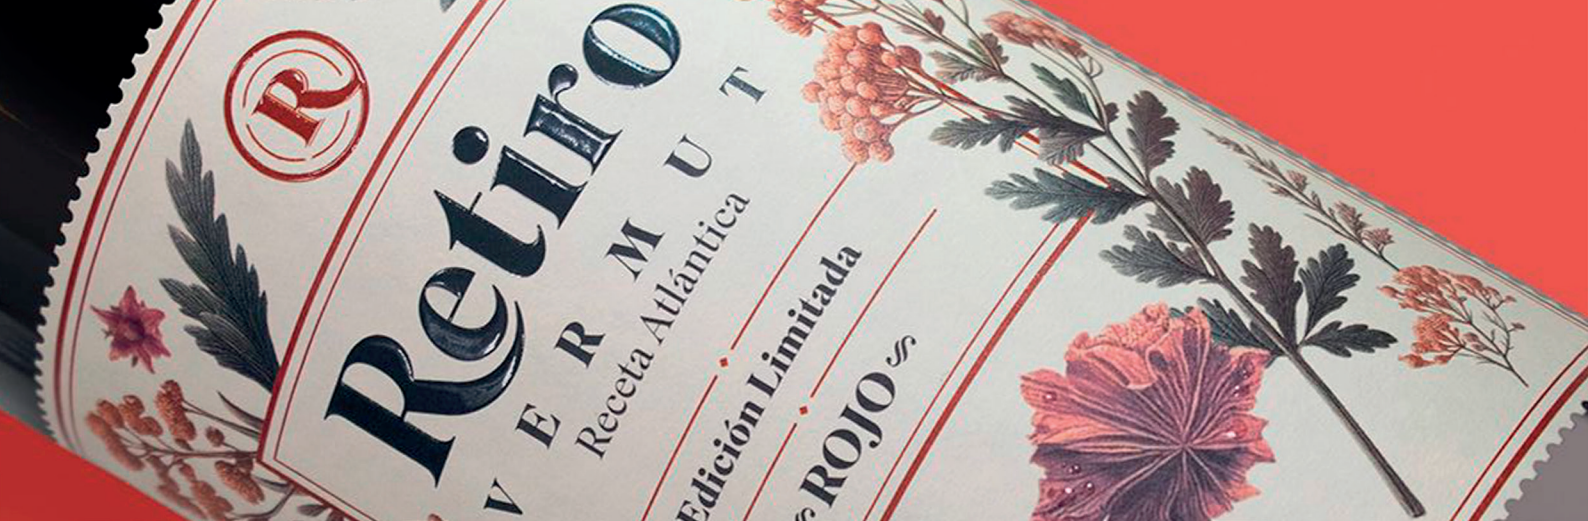 R
Retiro
VERMUT
Receta Atlántica
Edición Limitada
ROJO